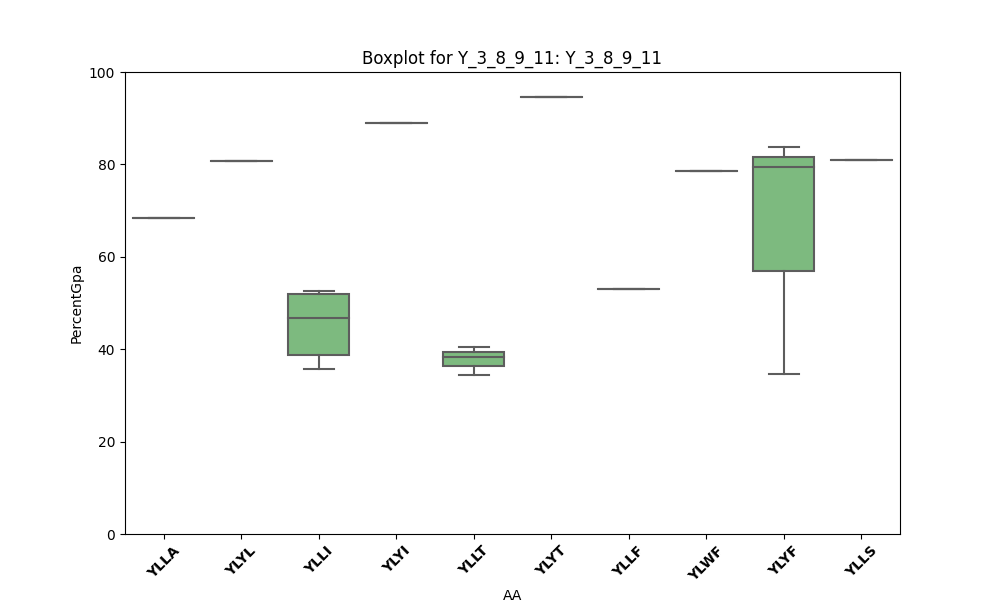 Boxplot for Y_3_8_9_11: Y_3_8_9_11
100
80
60
40
20
0
PercentGpa
YLLA
YLYL
YLLI
YLYI
YLLT
YLYT
YLLF
YLWF
YLYF
YLLS
AA